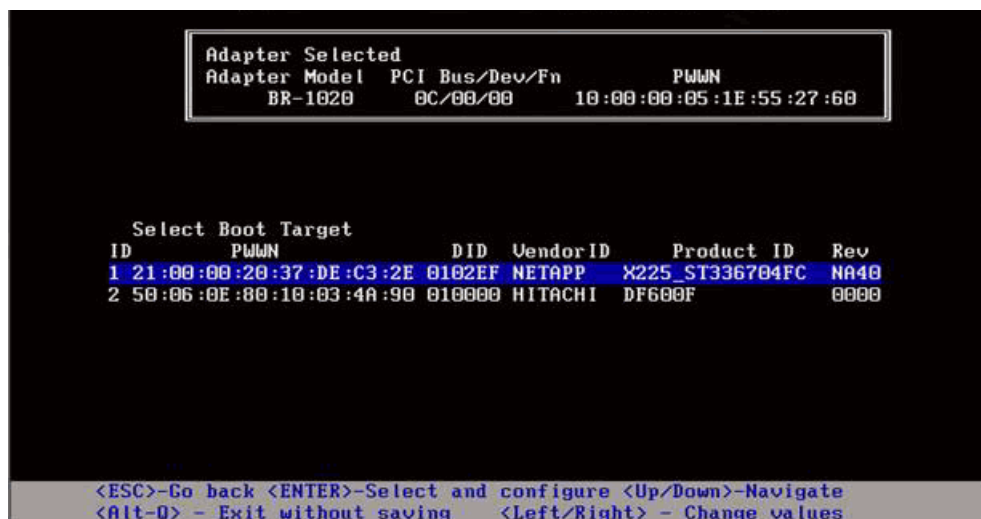 Adapter Selected
Adapter Model PCI Bus/Dev/Fn PWWN
BR-1020 0C/00/00 10:00:00:05:1E:55:27:60
Select Boot Target
ID PWWN DID VendorID Product ID Rev
1 21:00:00:20:37:DE:C3:2E 0102EF NETAPP X225_ST336704FC NA40
2 50:06:0E:80:10:03:4A:90 010000 HITACHI DF600F 0000
<ESC>-Go back <ENTER>-Select and configure <Up/Down>-Navigate
<Alt-Q> - Exit without saving <Left/Right> - Change values